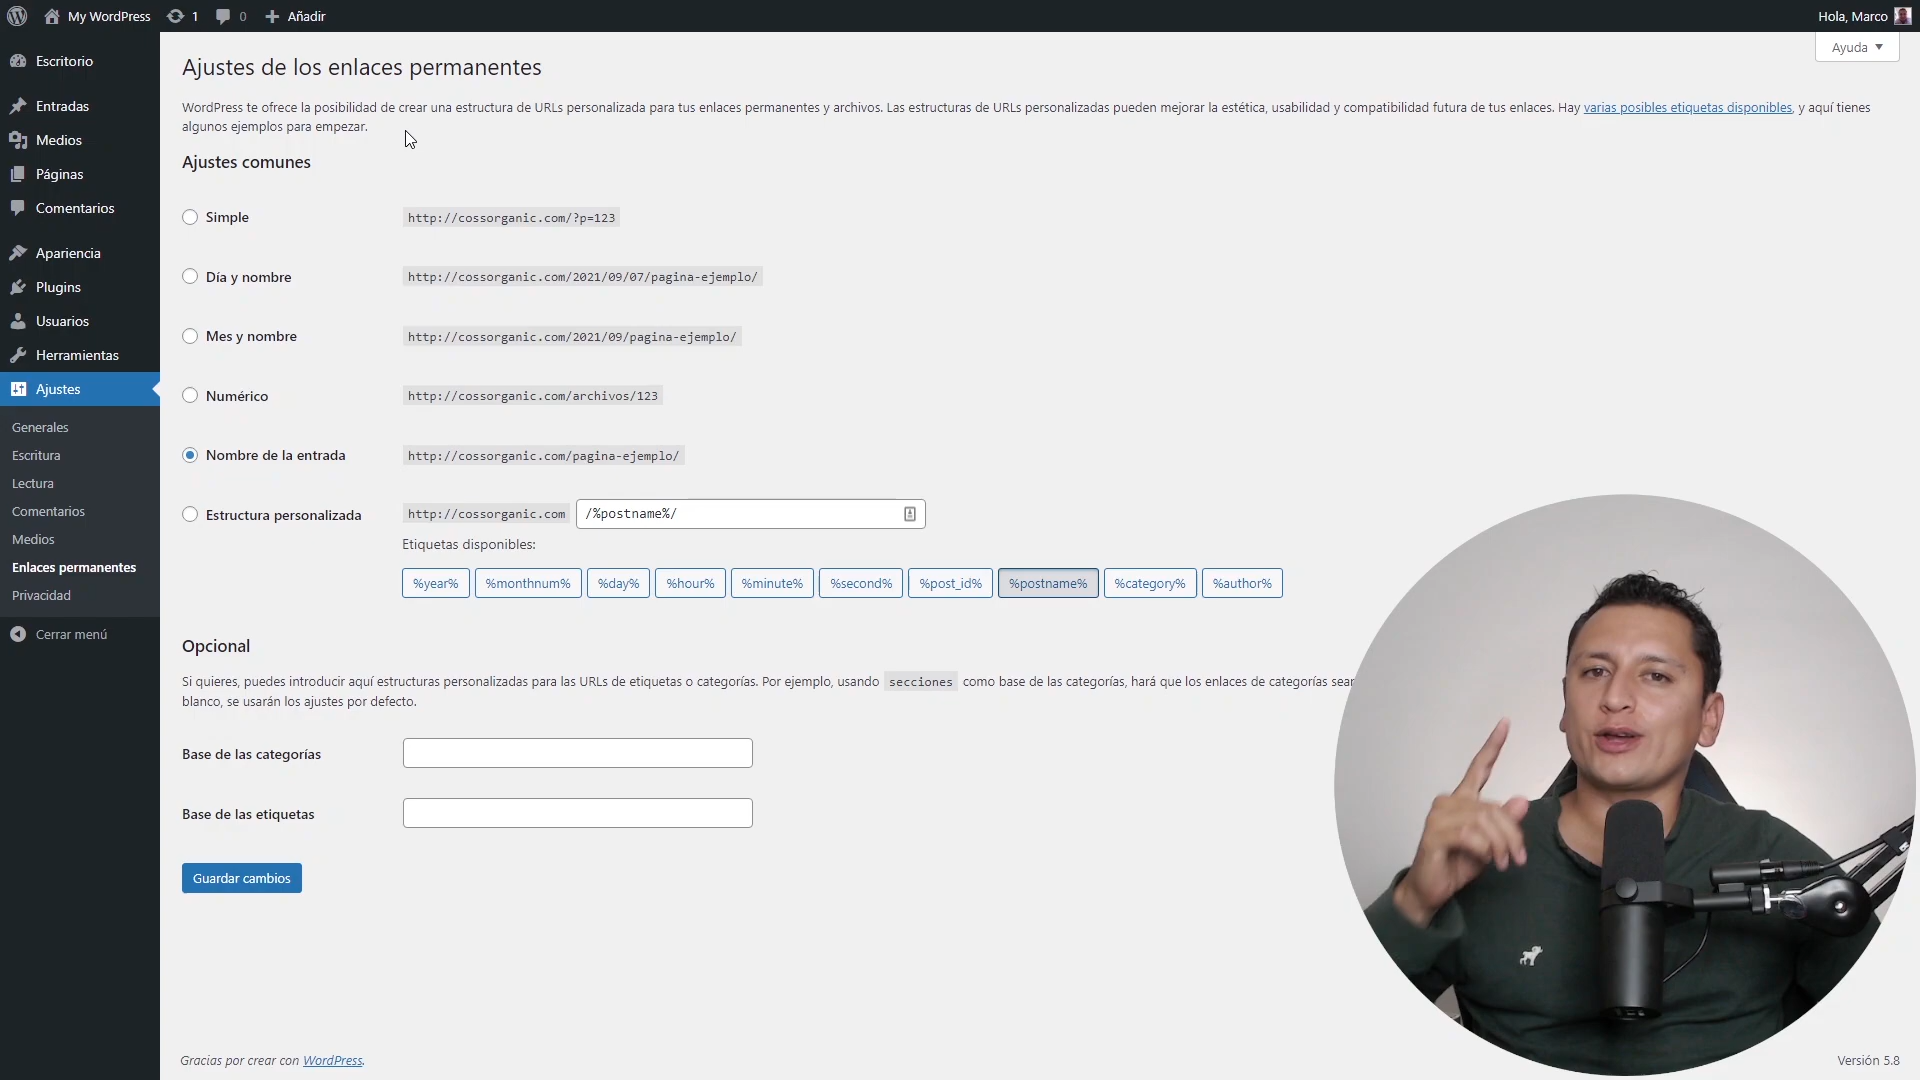 My WordPress 1 0 Añadir Hola, Marco
Ayuda
Escritorio
Entradas
Medios
Páginas
Comentarios
Apariencia
Plugins
Usuarios
Herramientas
Ajustes
Generales
Escritura
Lectura
Comentarios
Medios
Enlaces permanentes
Privacidad
Cerrar menú
Ajustes de los enlaces permanentes
WordPress te ofrece la posibilidad de crear una estructura de URLs personalizada para tus enlaces permanentes y archivos. Las estructuras de URLs personalizadas pueden mejorar la estética, usabilidad y compatibilidad futura de tus enlaces. Hay varias posibles etiquetas disponibles, y aquí tienes
algunos ejemplos para empezar.
Ajustes comunes
Simple http://cossorganic.com/?p=123
Día y nombre http://cossorganic.com/2021/09/07/pagina-ejemplo/
Mes y nombre http://cossorganic.com/2021/09/pagina-ejemplo/
Numérico http://cossorganic.com/archivos/123
Nombre de la entrada http://cossorganic.com/pagina-ejemplo/
Estructura personalizada http://cossorganic.com /%postname%/
Etiquetas disponibles:
%year% %monthnum% %day% %hour% %minute% %second% %post_id% %postname% %category% %author%
Opcional
Si quieres, puedes introducir aquí estructuras personalizadas para las URLs de etiquetas o categorías. Por ejemplo, usando secciones como base de las categorías, hará que los enlaces de categorías sean
blanco, se usarán los ajustes por defecto.
Base de las categorías
Base de las etiquetas
Guardar cambios
Gracias por crear con WordPress.
Versión 5.8